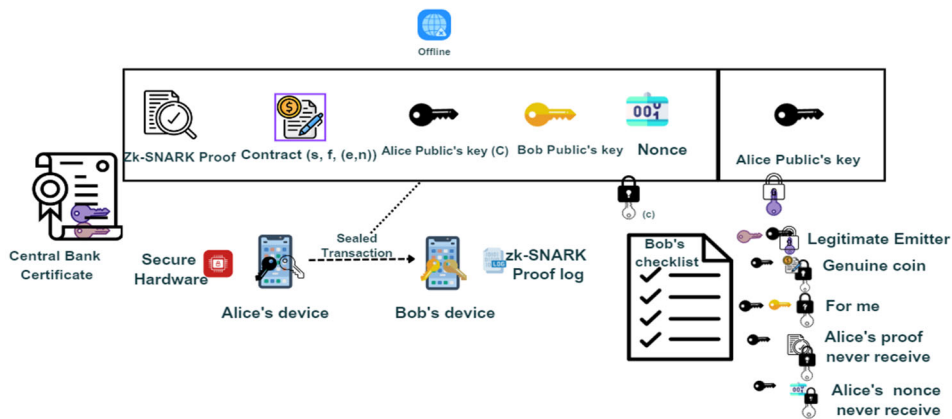 Offline
Zk-SNARK Proof
Contract (s, f, (e,n))
Alice Public's key (C)
Bob Public's key
Nonce
001
Alice Public's key
(c)
Central Bank
Certificate
Secure
Hardware
Alice's device
Sealed
Transaction
Bob's device
LOG
zk-SNARK
Proof log
Bob's
checklist
Legitimate Emitter
Genuine coin
For me
Alice's proof
never receive
Alice's nonce
never receive